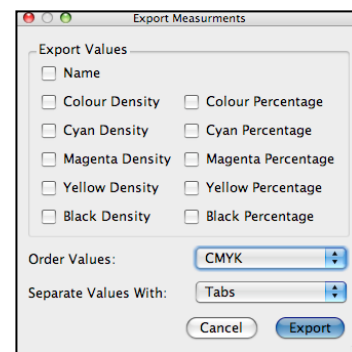 Export Measurments
Export Values
Name
Colour Density Colour Percentage
Cyan Density Cyan Percentage
Magenta Density Magenta Percentage
Yellow Density Yellow Percentage
Black Density Black Percentage
Order Values: CMYK
Separate Values With: Tabs
Cancel Export